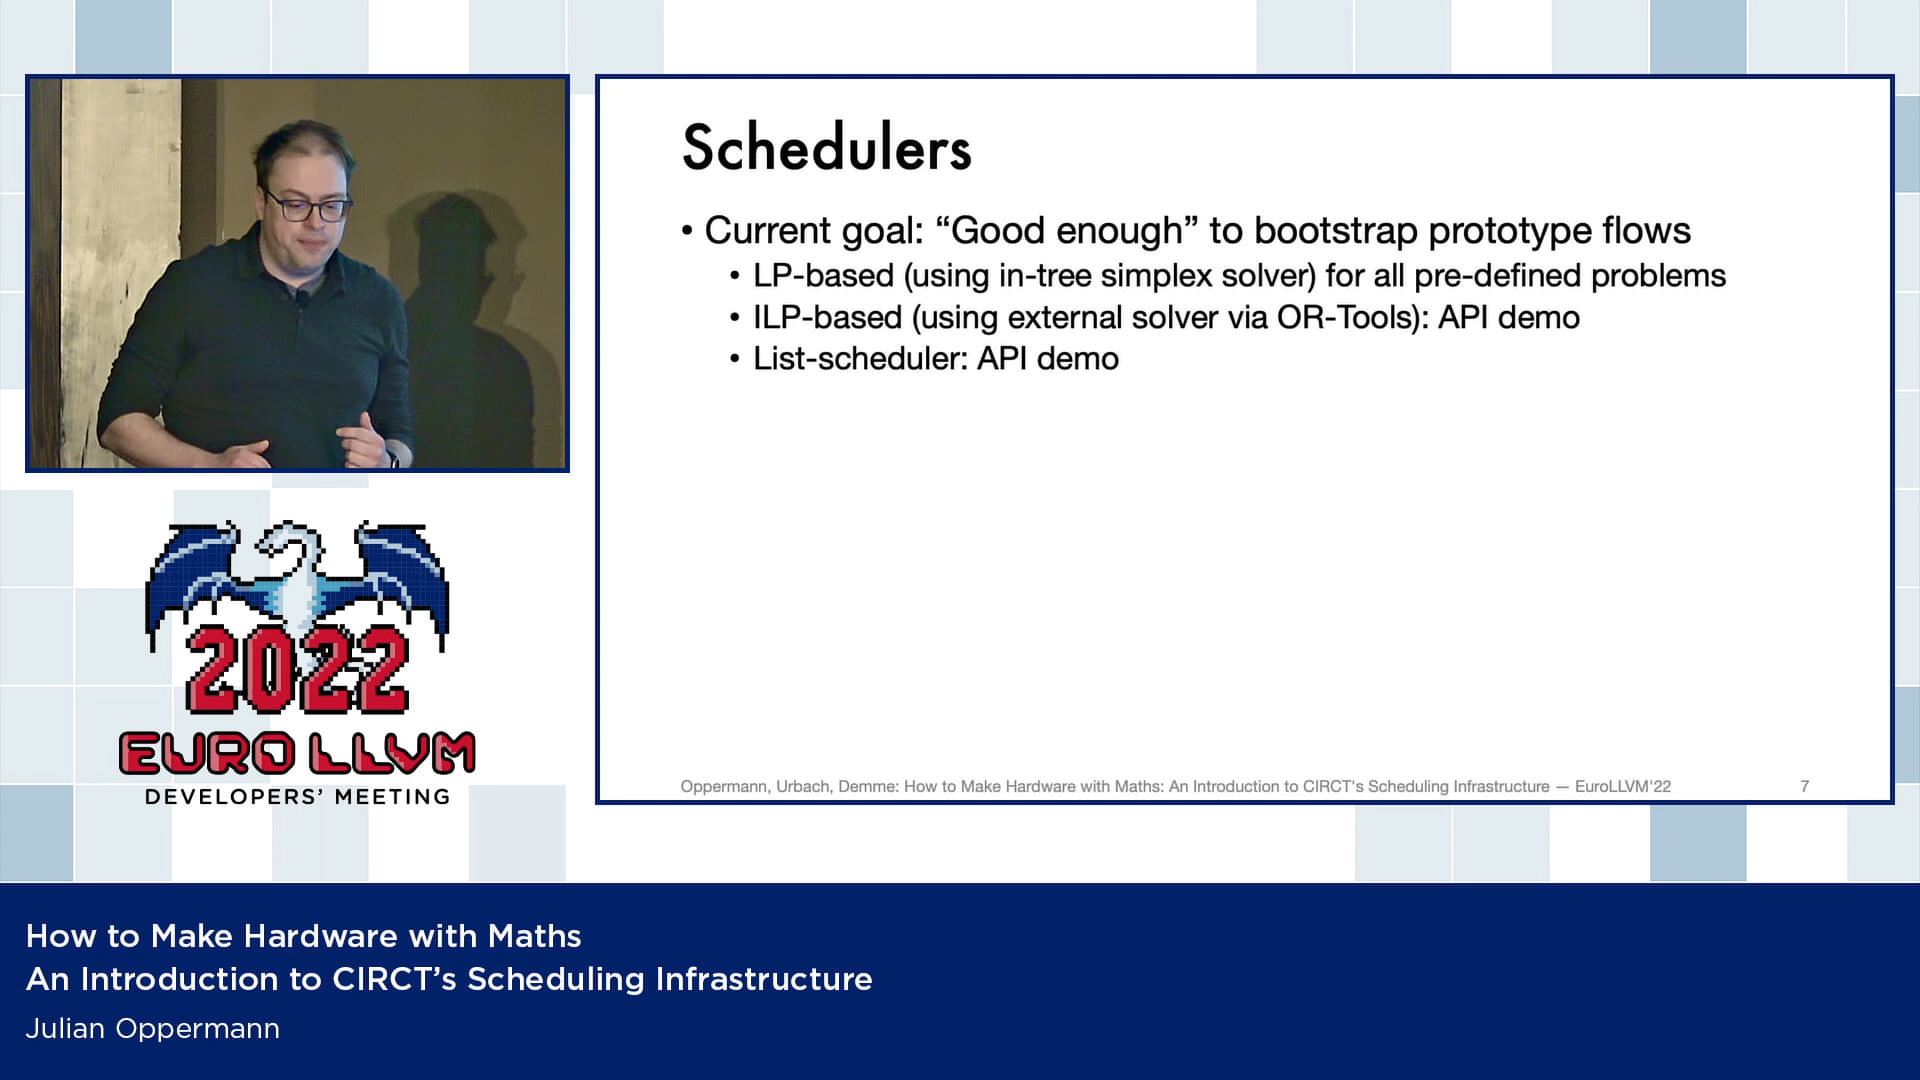 Schedulers
• Current goal: “Good enough” to bootstrap prototype flows
• LP-based (using in-tree simplex solver) for all pre-defined problems
• ILP-based (using external solver via OR-Tools): API demo
• List-scheduler: API demo
Oppermann, Urbach, Demme: How to Make Hardware with Maths: An Introduction to CIRCT's Scheduling Infrastructure — EuroLLVM'22 7
2022
EURO LLVM
DEVELOPERS’ MEETING
How to Make Hardware with Maths
An Introduction to CIRCT’s Scheduling Infrastructure
Julian Oppermann